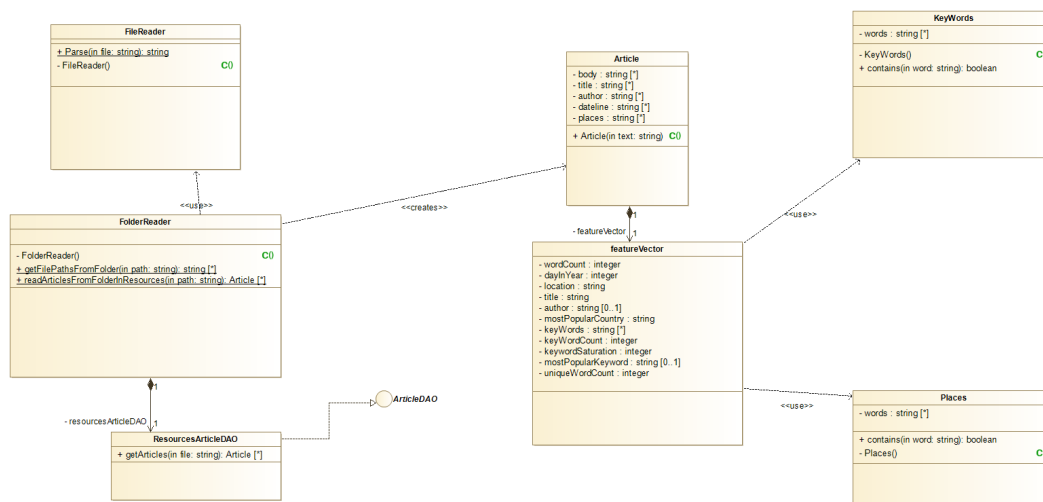 FileReader
+ Parse(in file: string): string
- FileReader() C()
<<use>>
FolderReader
- FolderReader() C()
+ getFilePathsFromFolder(in path: string): string [*]
+ readArticlesFromFolderInResources(in path: string): Article [*]
1
- resourcesArticleDAO
1
ResourcesArticleDAO
+ getArticles(in file: string): Article [*]
ArticleDAO
<<creates>>
Article
- body : string [*]
- title : string [*]
- author : string [*]
- dateline : string [*]
- places : string [*]
+ Article(in text: string) C()
1
- featureVector
1
featureVector
- wordCount : integer
- dayInYear : integer
- location : string
- title : string
- author : string [0..1]
- mostPopularCountry : string
- keyWords : string [*]
- keyWordCount : integer
- keywordSaturation : integer
- mostPopularKeyword : string [0..1]
- uniqueWordCount : integer
<<use>>
KeyWords
- words : string [*]
- KeyWords() C
+ contains(in word: string): boolean
<<use>>
Places
- words : string [*]
+ contains(in word: string): boolean
- Places() C